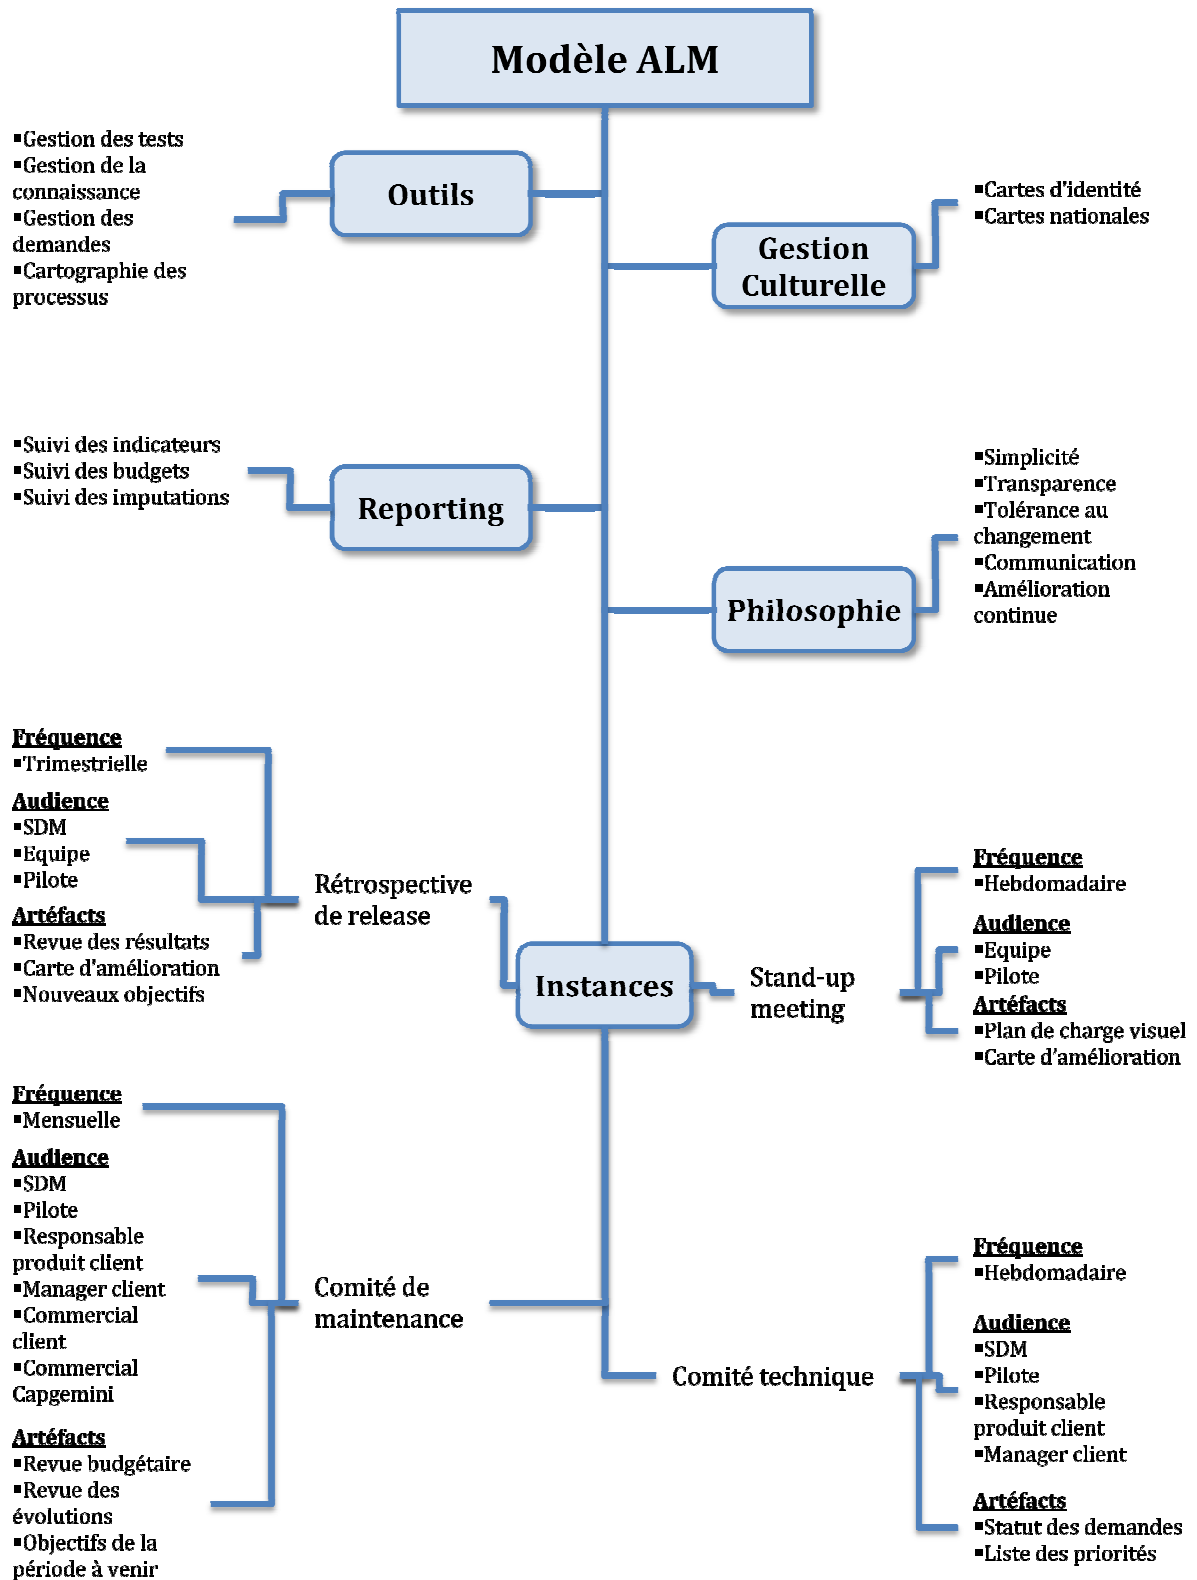 Modèle ALM
▪Gestion des tests
▪Gestion de la
connaissance
▪Gestion des
demandes
▪Cartographie des
processus
Outils
▪Cartes d'identité
▪Cartes nationales
Gestion
Culturelle
▪Suivi des indicateurs
▪Suivi des budgets
▪Suivi des imputations
Reporting
▪Simplicité
▪Transparence
▪Tolérance au
changement
▪Communication
▪Amélioration
continue
Philosophie
Fréquence
▪Trimestrielle
Audience
▪SDM
▪Equipe
▪Pilote
Artéfacts
▪Revue des résultats
▪Carte d'amélioration
▪Nouveaux objectifs
Rétrospective
de release
Instances
Stand-up
meeting
Fréquence
▪Hebdomadaire
Audience
▪Equipe
▪Pilote
Artéfacts
▪Plan de charge visuel
▪Carte d'amélioration
Fréquence
▪Mensuelle
Audience
▪SDM
▪Pilote
▪Responsable
produit client
▪Manager client
▪Commercial
client
▪Commercial
Capgemini
Artéfacts
▪Revue budgétaire
▪Revue des
évolutions
▪Objectifs de la
période à venir
Comité de
maintenance
Comité technique
Fréquence
▪Hebdomadaire
Audience
▪SDM
▪Pilote
▪Responsable
produit client
▪Manager client
Artéfacts
▪Statut des demandes
▪Liste des priorités